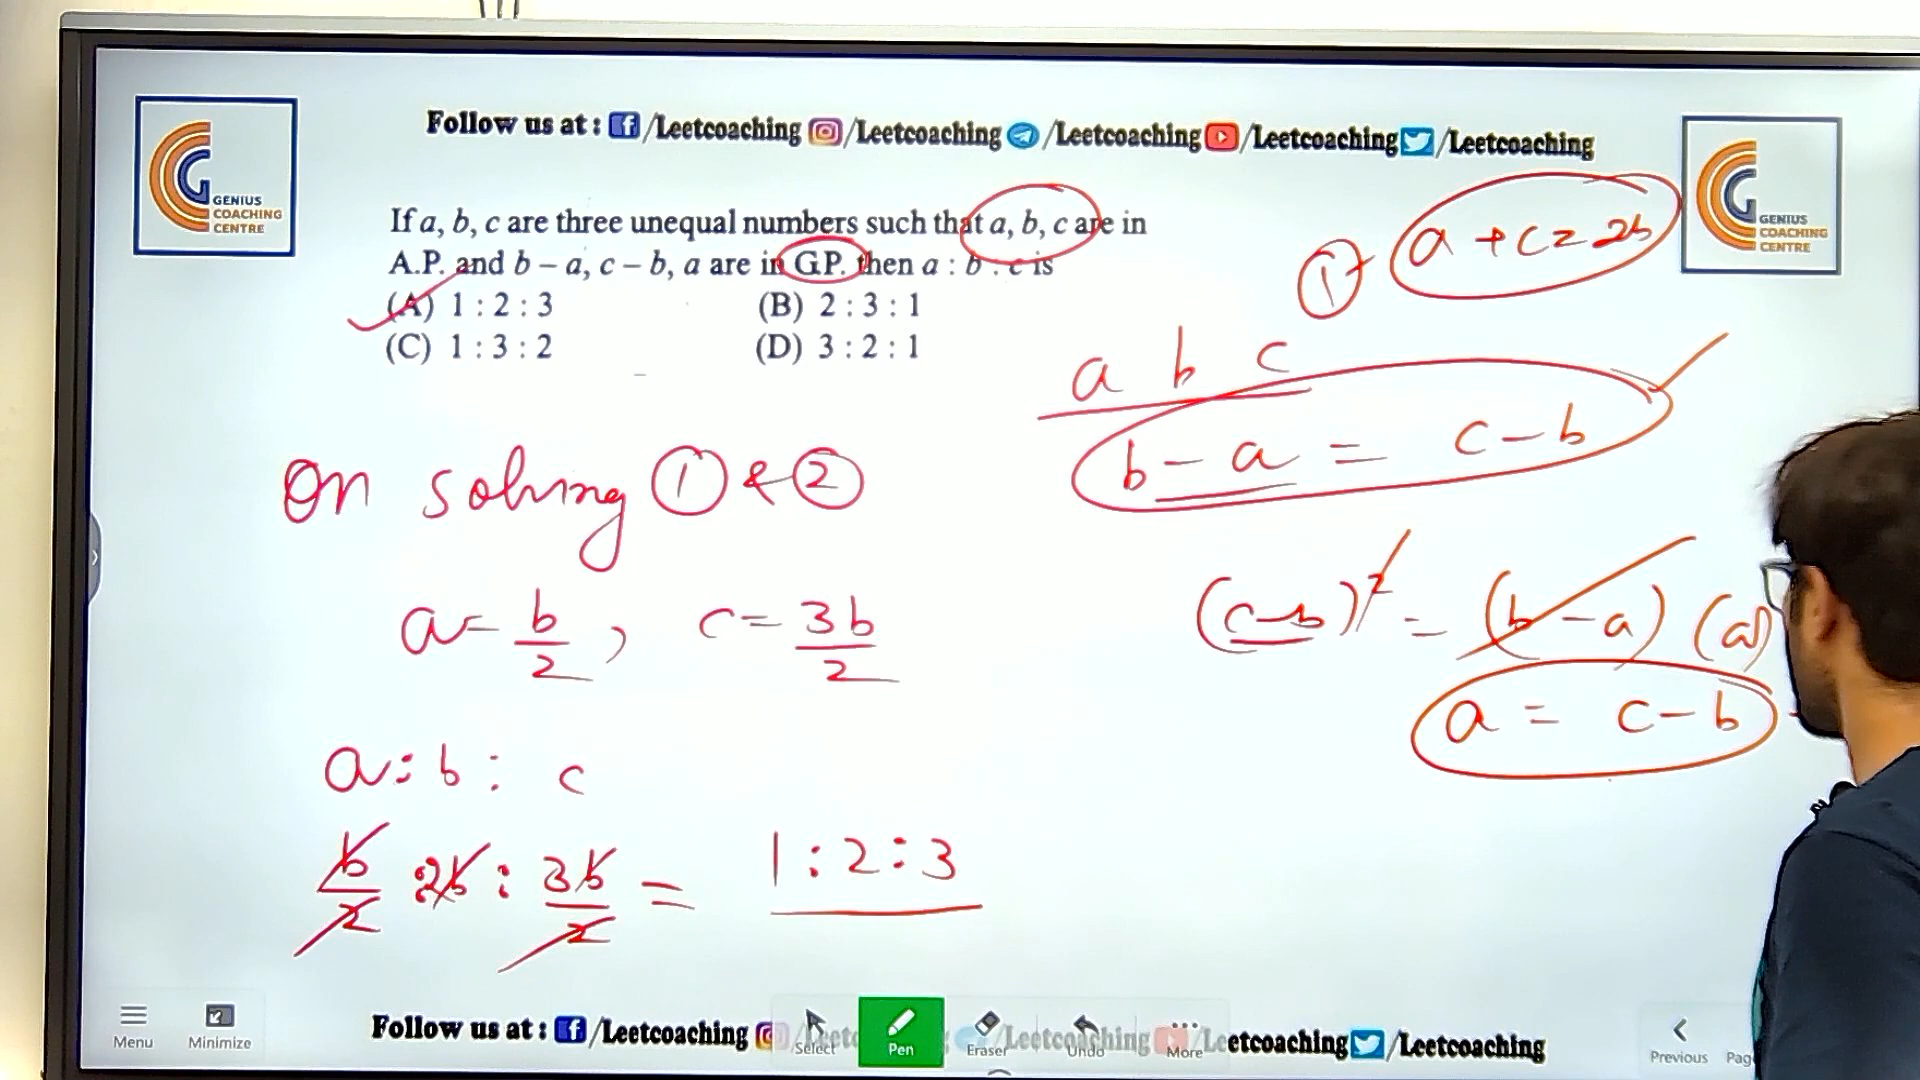 Follow us at : /Leetcoaching /Leetcoaching /Leetcoaching /Leetcoaching /Leetcoaching
GENIUS
COACHING
CENTRE
GENIUS
COACHING
CENTRE
If a, b, c are three unequal numbers such that a, b, c are in
A.P. and b – a, c – b, a are in G.P. then a : b : c is
(A) 1 : 2 : 3 (B) 2 : 3 : 1
(C) 1 : 3 : 2 (D) 3 : 2 : 1
① a + c = 2b
a b c
b – a = c – b
(c–b)² = (b – a) (a)
a = c – b
On solving ① & ②
a = b/2 , c = 3b/2
a : b : c
b/2 2b : 3b/2 = 1 : 2 : 3
Menu
Minimize
Follow us at : /Leetcoaching /Leetcoaching /Leetcoaching /Leetcoaching
Select
Pen
Eraser
Undo
More
Previous
Pag